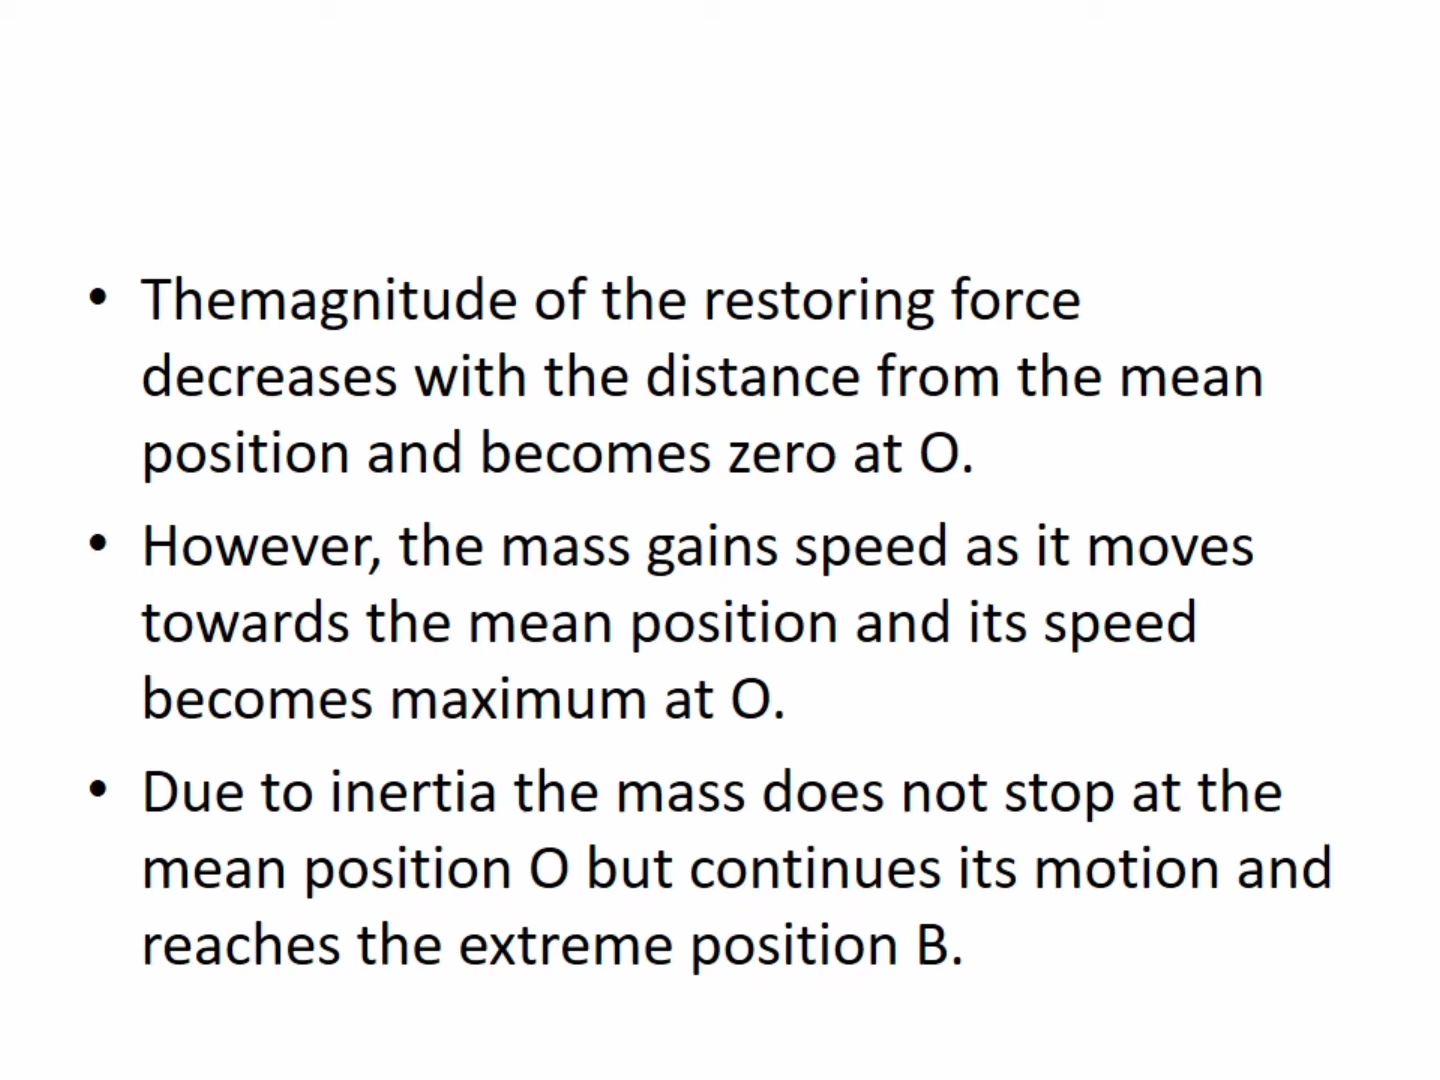 • Themagnitude of the restoring force
decreases with the distance from the mean
position and becomes zero at O.
• However, the mass gains speed as it moves
towards the mean position and its speed
becomes maximum at O.
• Due to inertia the mass does not stop at the
mean position O but continues its motion and
reaches the extreme position B.